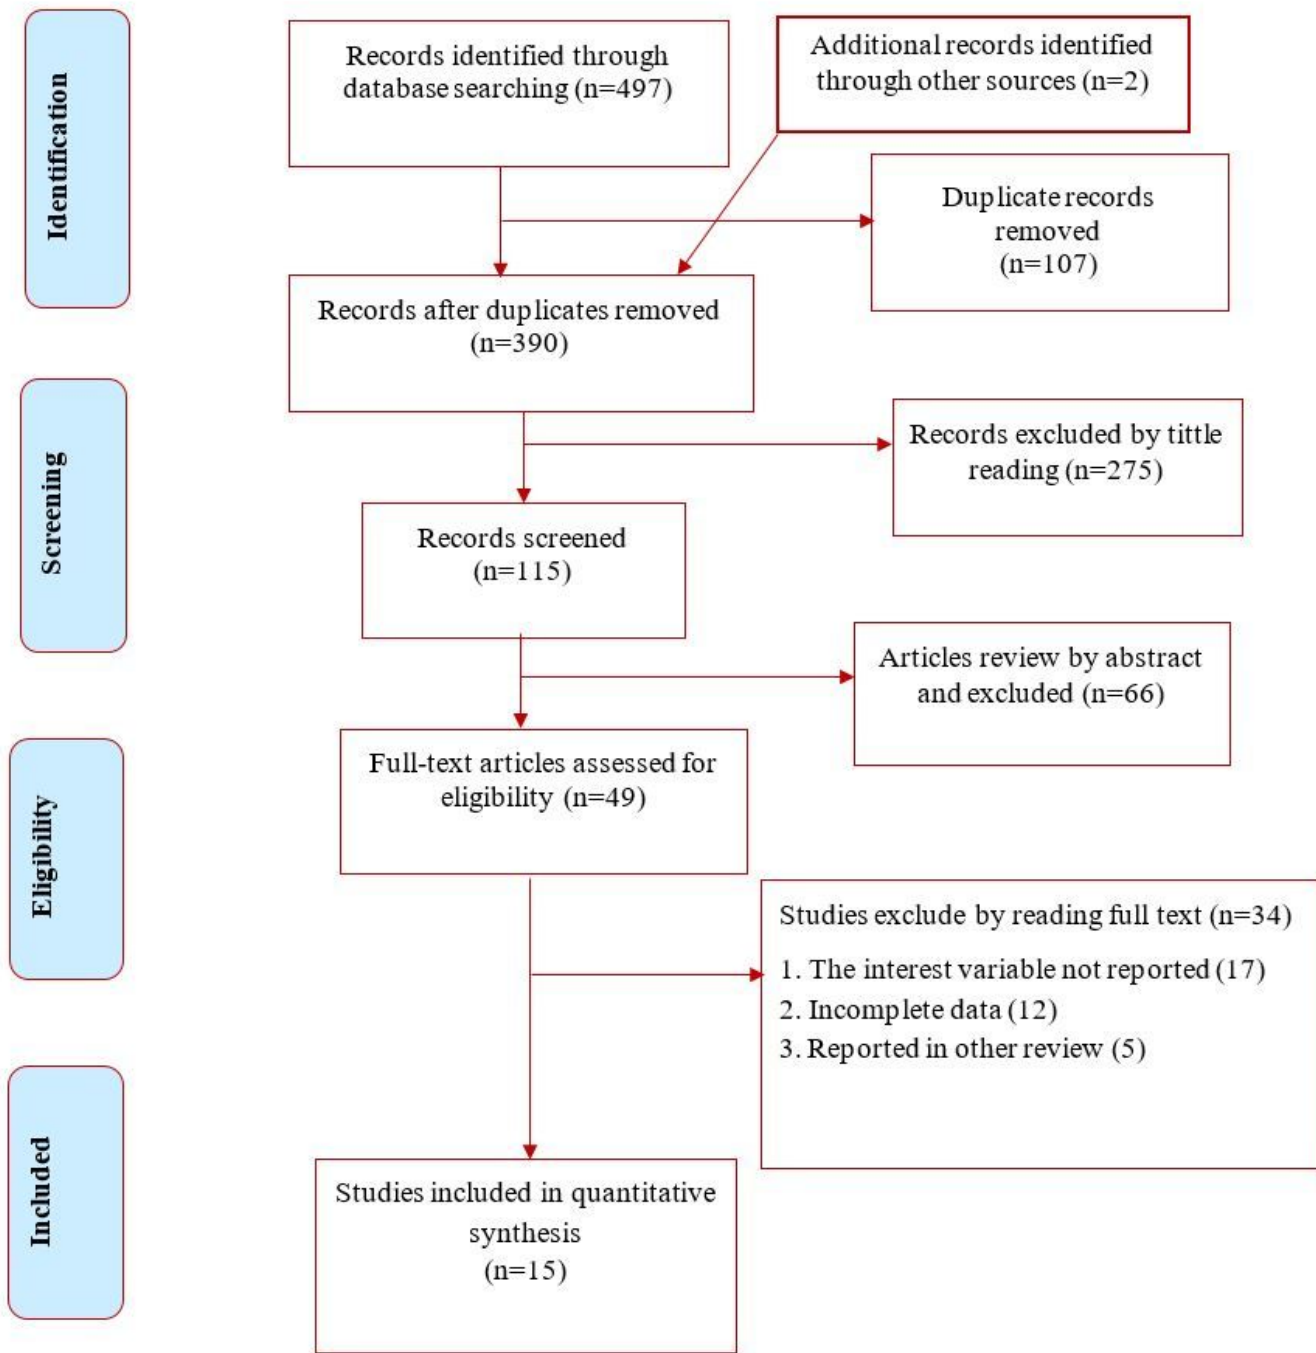 Identification
Records identified through
database searching (n=497)
Additional records identified
through other sources (n=2)
Duplicate records
removed
(n=107)
Records after duplicates removed
(n=390)
Screening
Records excluded by tittle
reading (n=275)
Records screened
(n=115)
Articles review by abstract
and excluded (n=66)
Eligibility
Full-text articles assessed for
eligibility (n=49)
Studies exclude by reading full text (n=34)
1. The interest variable not reported (17)
2. Incomplete data (12)
3. Reported in other review (5)
Included
Studies included in quantitative
synthesis
(n=15)